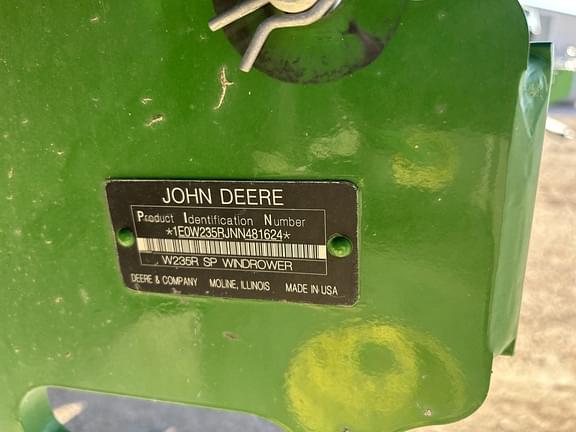 JOHN DEERE
Product Identification Number
*1E0W235RJNN481624*
W235R SP WINDROWER
DEERE & COMPANY MOLINE, ILLINOIS MADE IN USA